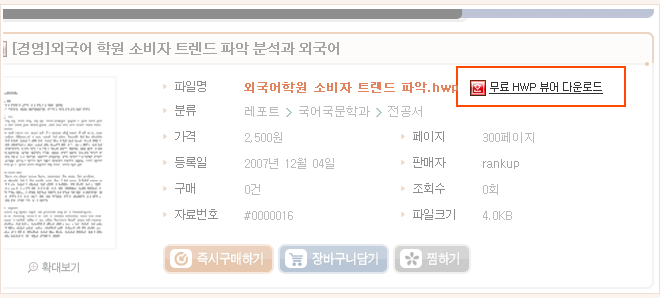 [경영]외국어 학원 소비자 트렌드 파악 분석과 외국어
파일명 외국어학원 소비자 트렌드 파악.hwp 무료 HWP 뷰어 다운로드
분류 레포트 > 국어국문학과 > 전공서
가격 2,500원 페이지 300페이지
등록일 2007년 12월 04일 판매자 rankup
구매 0건 조회수 0회
자료번호 #0000016 파일크기 4.0KB
확대보기 즉시구매하기 장바구니담기 찜하기